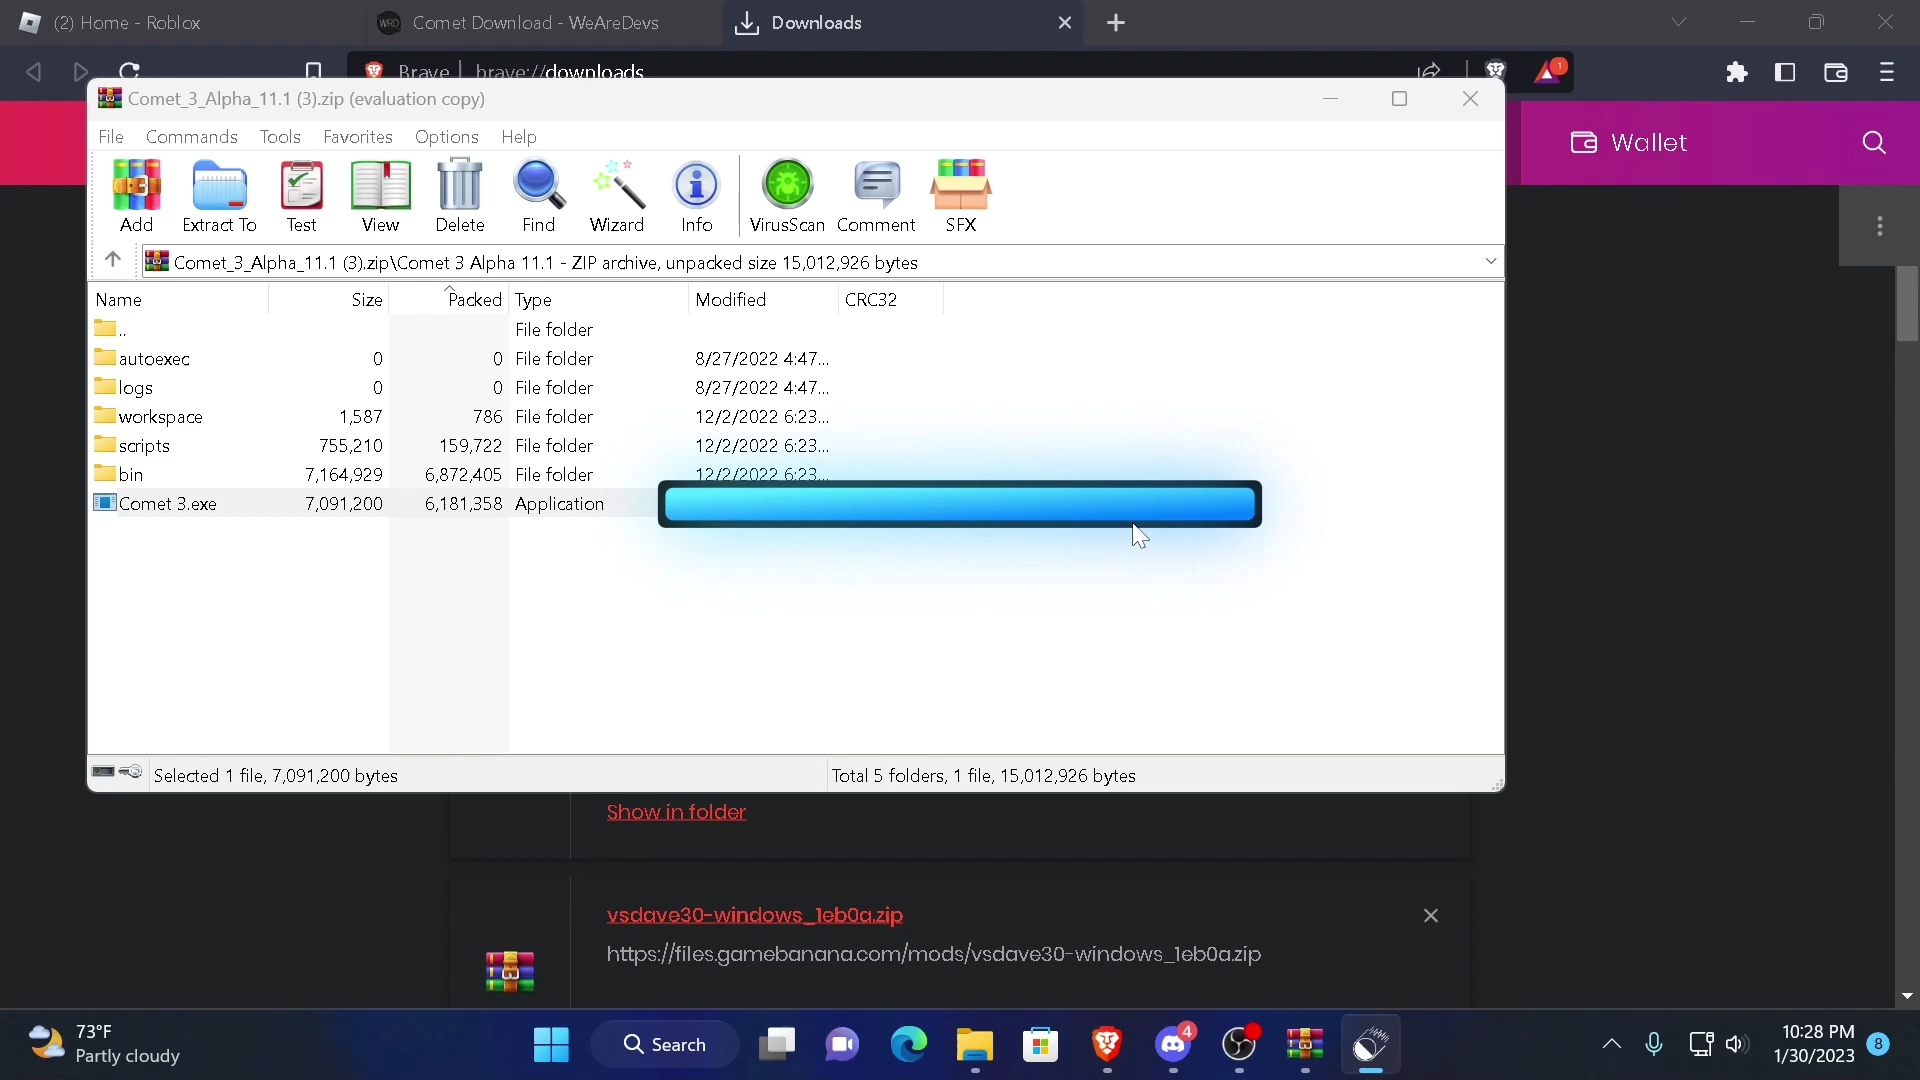 (2) Home - Roblox
Comet Download - WeAreDevs
Downloads
Brave
brave://downloads
1
Comet_3_Alpha_11.1 (3).zip (evaluation copy)
File Commands Tools Favorites Options Help
Wallet
Add Extract To Test View Delete Find Wizard Info VirusScan Comment SFX
Comet_3_Alpha_11.1 (3).zip\Comet 3 Alpha 11.1 - ZIP archive, unpacked size 15,012,926 bytes
Name Size Packed Type Modified CRC32
.. File folder
autoexec 0 0 File folder 8/27/2022 4:47...
logs 0 0 File folder 8/27/2022 4:47...
workspace 1,587 786 File folder 12/2/2022 6:23...
scripts 755,210 159,722 File folder 12/2/2022 6:23...
bin 7,164,929 6,872,405 File folder 12/2/2022 6:23...
Comet 3.exe 7,091,200 6,181,358 Application
Selected 1 file, 7,091,200 bytes
Total 5 folders, 1 file, 15,012,926 bytes
Show in folder
vsdave30-windows_1eb0a.zip
https://files.gamebanana.com/mods/vsdave30-windows_1eb0a.zip
73°F
Partly cloudy
Search
4
10:28 PM
1/30/2023
8